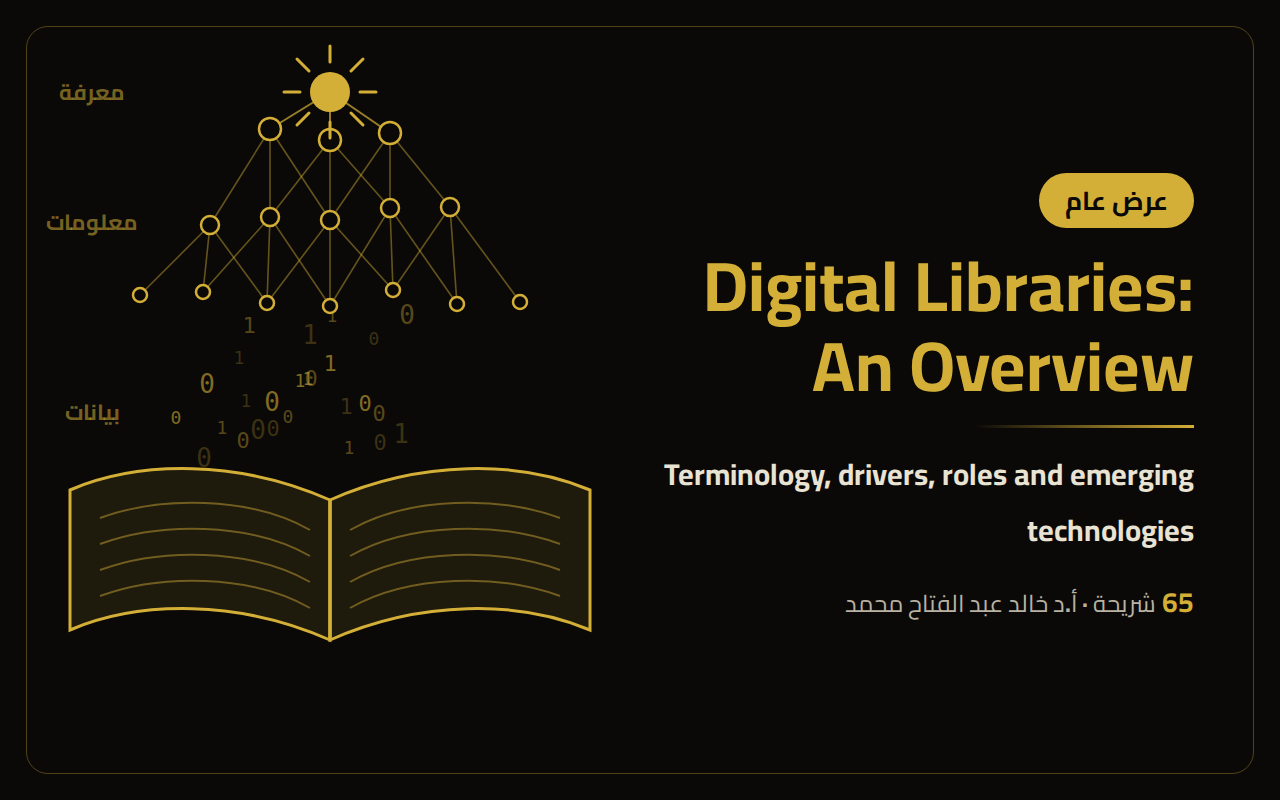 عرض عام
Digital Libraries:
An Overview
Terminology, drivers, roles and emerging
technologies
65 شريحة · أ.د خالد عبد الفتاح محمد
معرفة
معلومات
بيانات